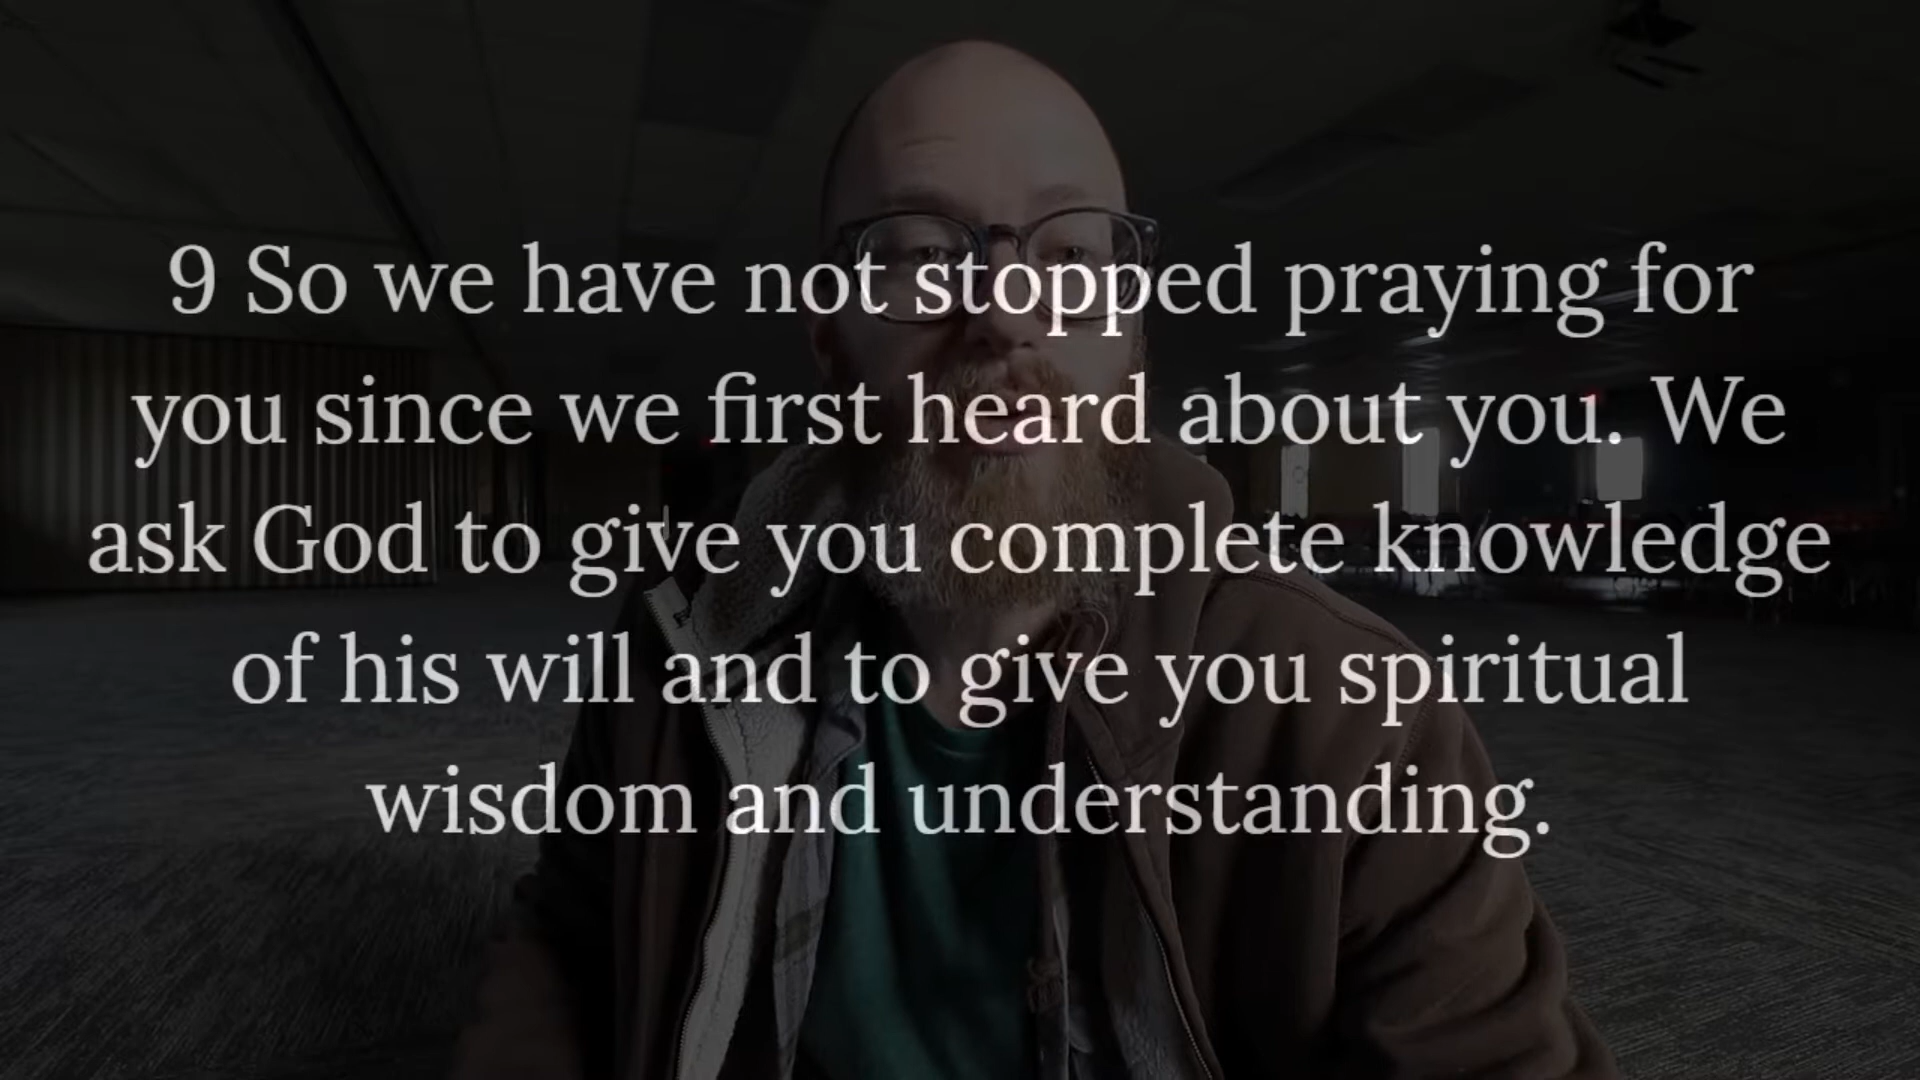 9 So we have not stopped praying for
you since we first heard about you. We
ask God to give you complete knowledge
of his will and to give you spiritual
wisdom and understanding.